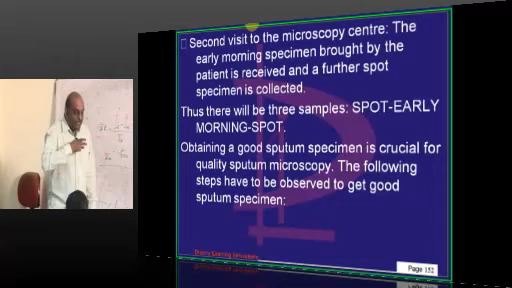 Second visit to the microscopy centre: The
early morning specimen brought by the
patient is received and a further spot
specimen is collected.
Thus there will be three samples: SPOT-EARLY
MORNING-SPOT.
Obtaining a good sputum specimen is crucial for
quality sputum microscopy. The following
steps have to be observed to get good
sputum specimen:
Page 152